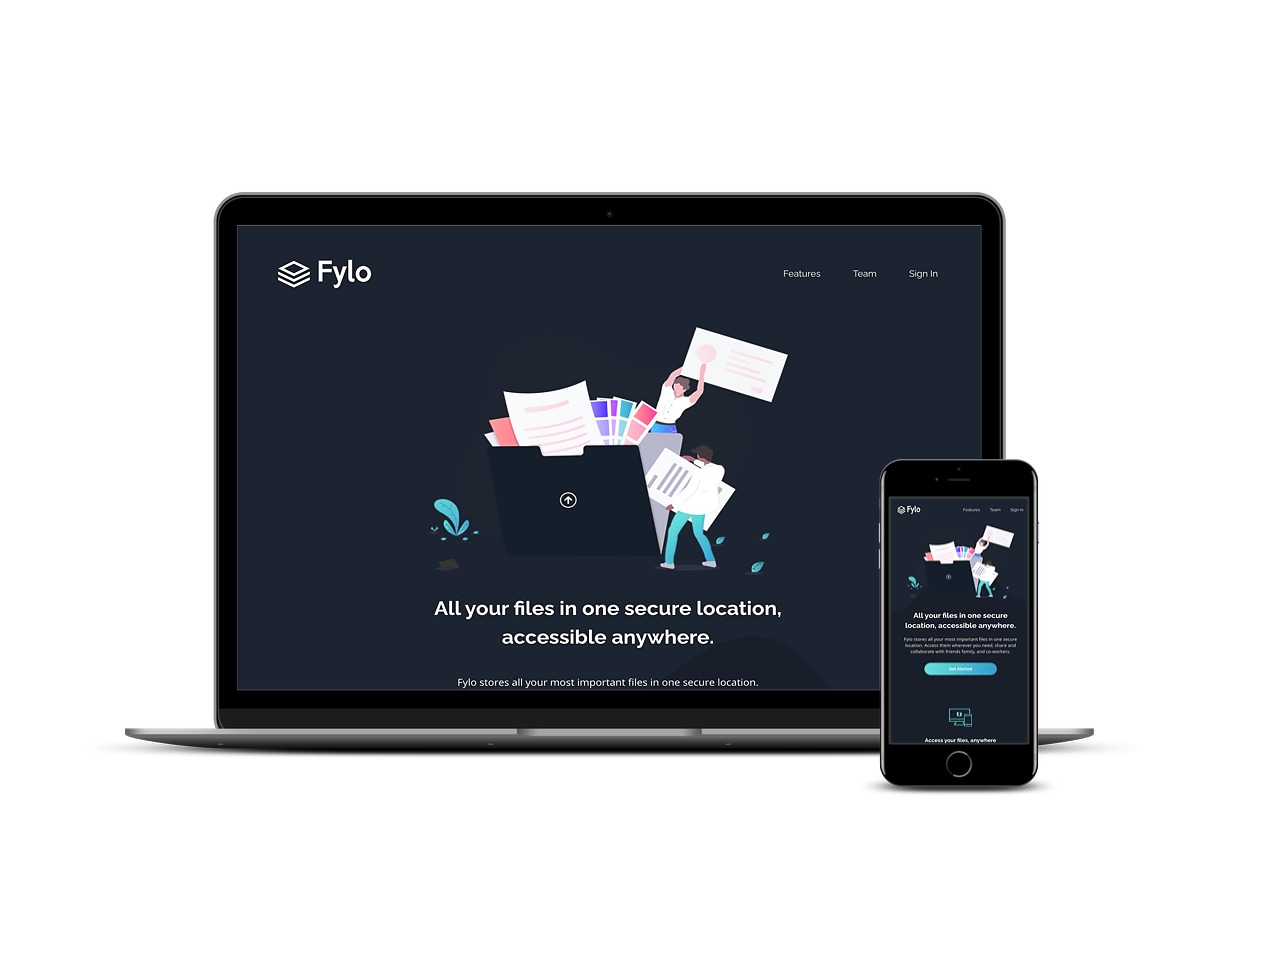 Fylo
Features
Team
Sign In
All your files in one secure location,
accessible anywhere.
Fylo stores all your most important files in one secure location.
Fylo
Features
Team
Sign In
All your files in one secure
location, accessible anywhere.
Fylo stores all your most important files in one secure
location. Access them wherever you need, share and
collaborate with friends family, and co-workers.
Get Started
Access your files, anywhere